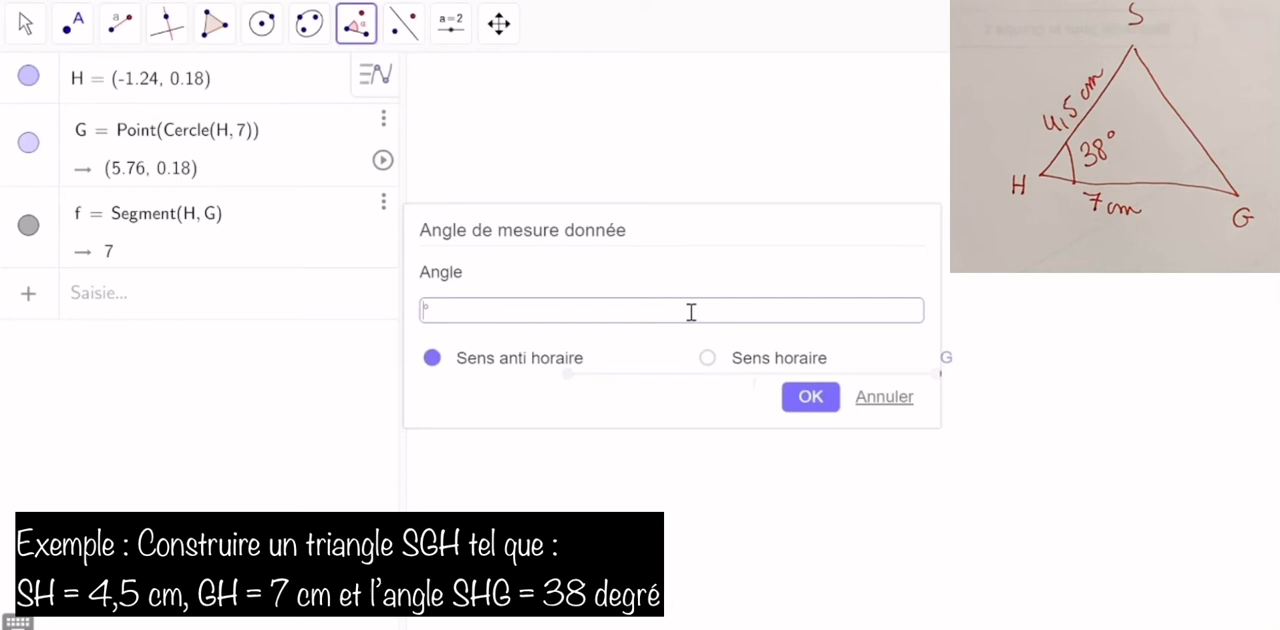 A
a
a=2
H = (-1.24, 0.18)
G = Point(Cercle(H, 7))
→ (5.76, 0.18)
f = Segment(H, G)
→ 7
+ Saisie...
Angle de mesure donnée
Angle
°
Sens anti horaire Sens horaire
OK Annuler
G
f
S
4,5 cm
38°
H
7 cm
G
Exemple : Construire un triangle SGH tel que :
SH = 4,5 cm, GH = 7 cm et l'angle SHG = 38 degré